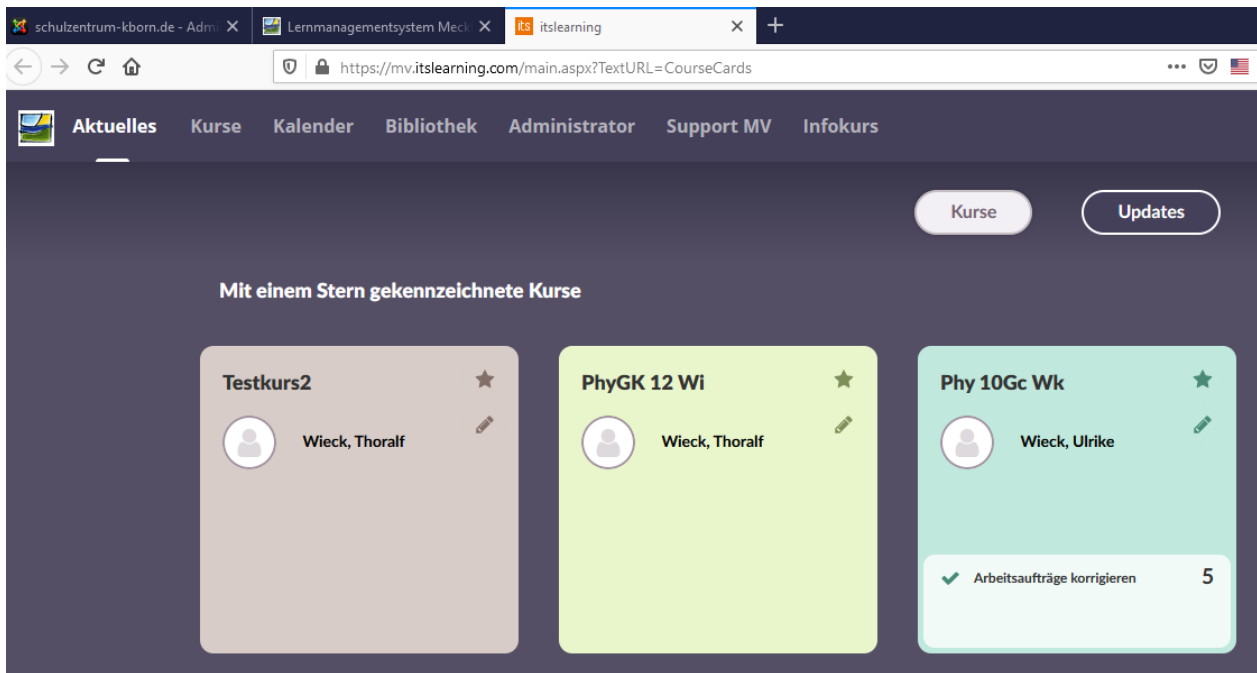 schulzentrum-kborn.de - Admi
Lernmanagementsystem Meck
its itslearning
https://mv.itslearning.com/main.aspx?TextURL=CourseCards
Aktuelles Kurse Kalender Bibliothek Administrator Support MV Infokurs
Kurse Updates
Mit einem Stern gekennzeichnete Kurse
Testkurs2
Wieck, Thoralf
PhyGK 12 Wi
Wieck, Thoralf
Phy 10Gc Wk
Wieck, Ulrike
Arbeitsaufträge korrigieren 5